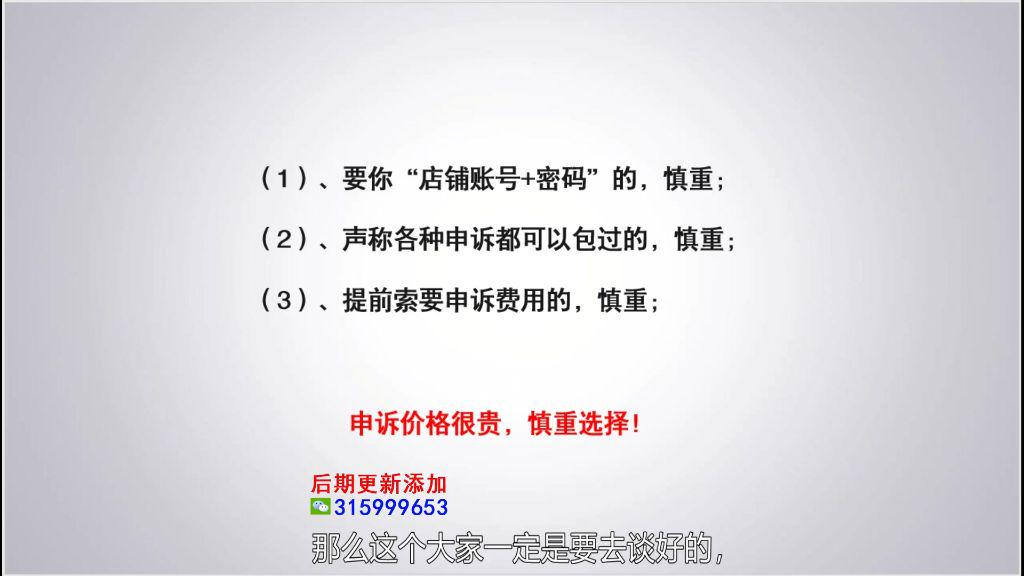 （1）、要你“店铺账号+密码”的，慎重；
（2）、声称各种申诉都可以包过的，慎重；
（3）、提前索要申诉费用的，慎重；
申诉价格很贵，慎重选择！
后期更新添加
315999653
那么这个大家一定是要去谈好的，